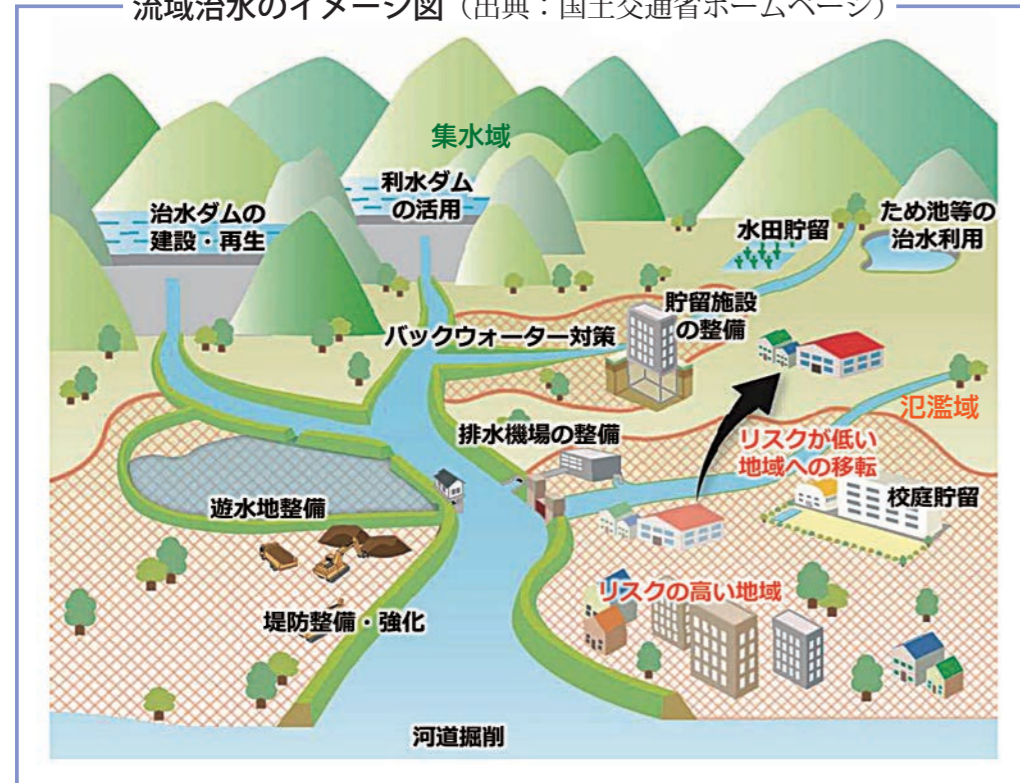 流域治水のイメージ図（出典：国土交通省ホームページ）
集水域
治水ダムの
建設・再生
利水ダム
の活用
水田貯留
ため池等の
治水利用
バックウォーター対策
貯留施設
の整備
氾濫域
排水機場の整備
リスクが低い
地域への移転
遊水地整備
校庭貯留
リスクの高い地域
堤防整備・強化
河道掘削